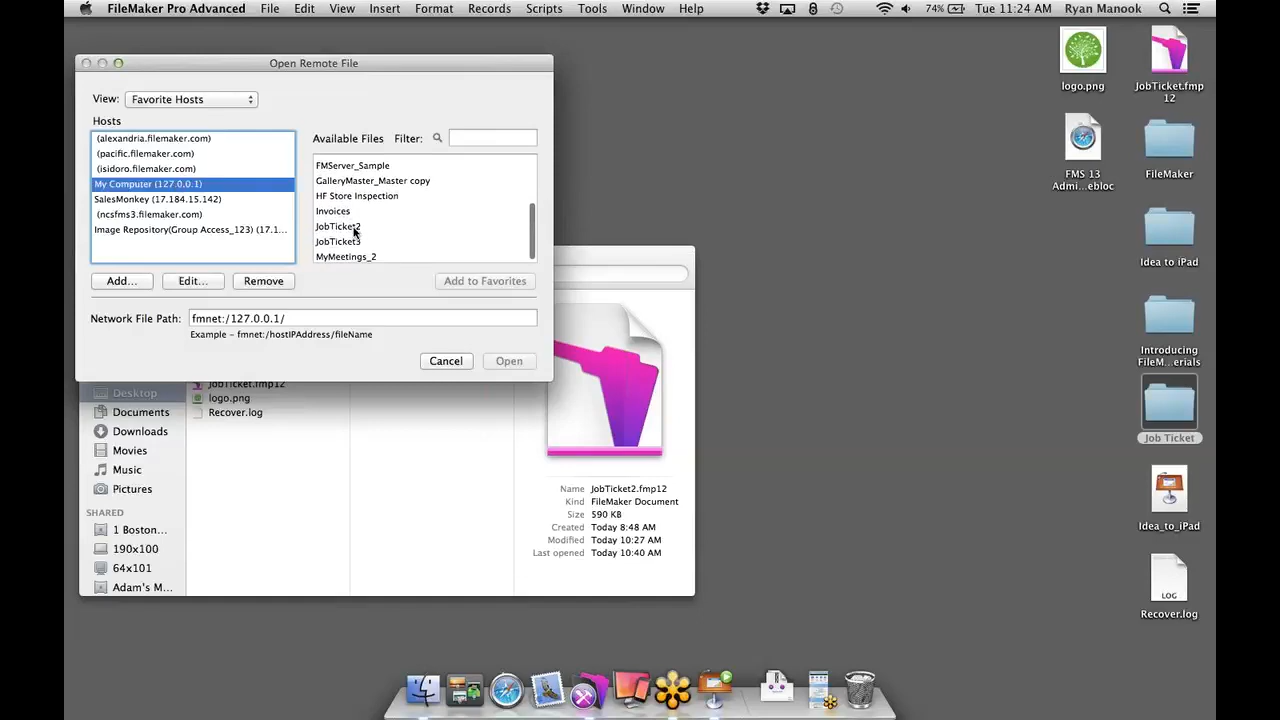 FileMaker Pro Advanced File Edit View Insert Format Records Scripts Tools Window Help 74% Tue 11:24 AM Ryan Manook
Open Remote File
View: Favorite Hosts
Hosts
(alexandria.filemaker.com)
(pacific.filemaker.com)
(isidoro.filemaker.com)
My Computer (127.0.0.1)
SalesMonkey (17.184.15.142)
(ncsfms3.filemaker.com)
Image Repository(Group Access_123) (17.1...
Available Files Filter:
FMServer_Sample
GalleryMaster_Master copy
HF Store Inspection
Invoices
JobTicket2
JobTicket3
MyMeetings_2
Add... Edit... Remove Add to Favorites
Network File Path: fmnet:/127.0.0.1/
Example – fmnet:/hostIPAddress/fileName
Cancel Open
Desktop
Documents
Downloads
Movies
Music
Pictures
SHARED
1 Boston...
190x100
64x101
Adam's M...
JobTicket.fmp12
logo.png
Recover.log
Name JobTicket2.fmp12
Kind FileMaker Document
Size 590 KB
Created Today 8:48 AM
Modified Today 10:27 AM
Last opened Today 10:40 AM
logo.png
JobTicket.fmp
12
FMS 13
Admi...ebloc
FileMaker
Idea to iPad
Introducing
FileM...erials
Job Ticket
Idea_to_iPad
LOG
Recover.log